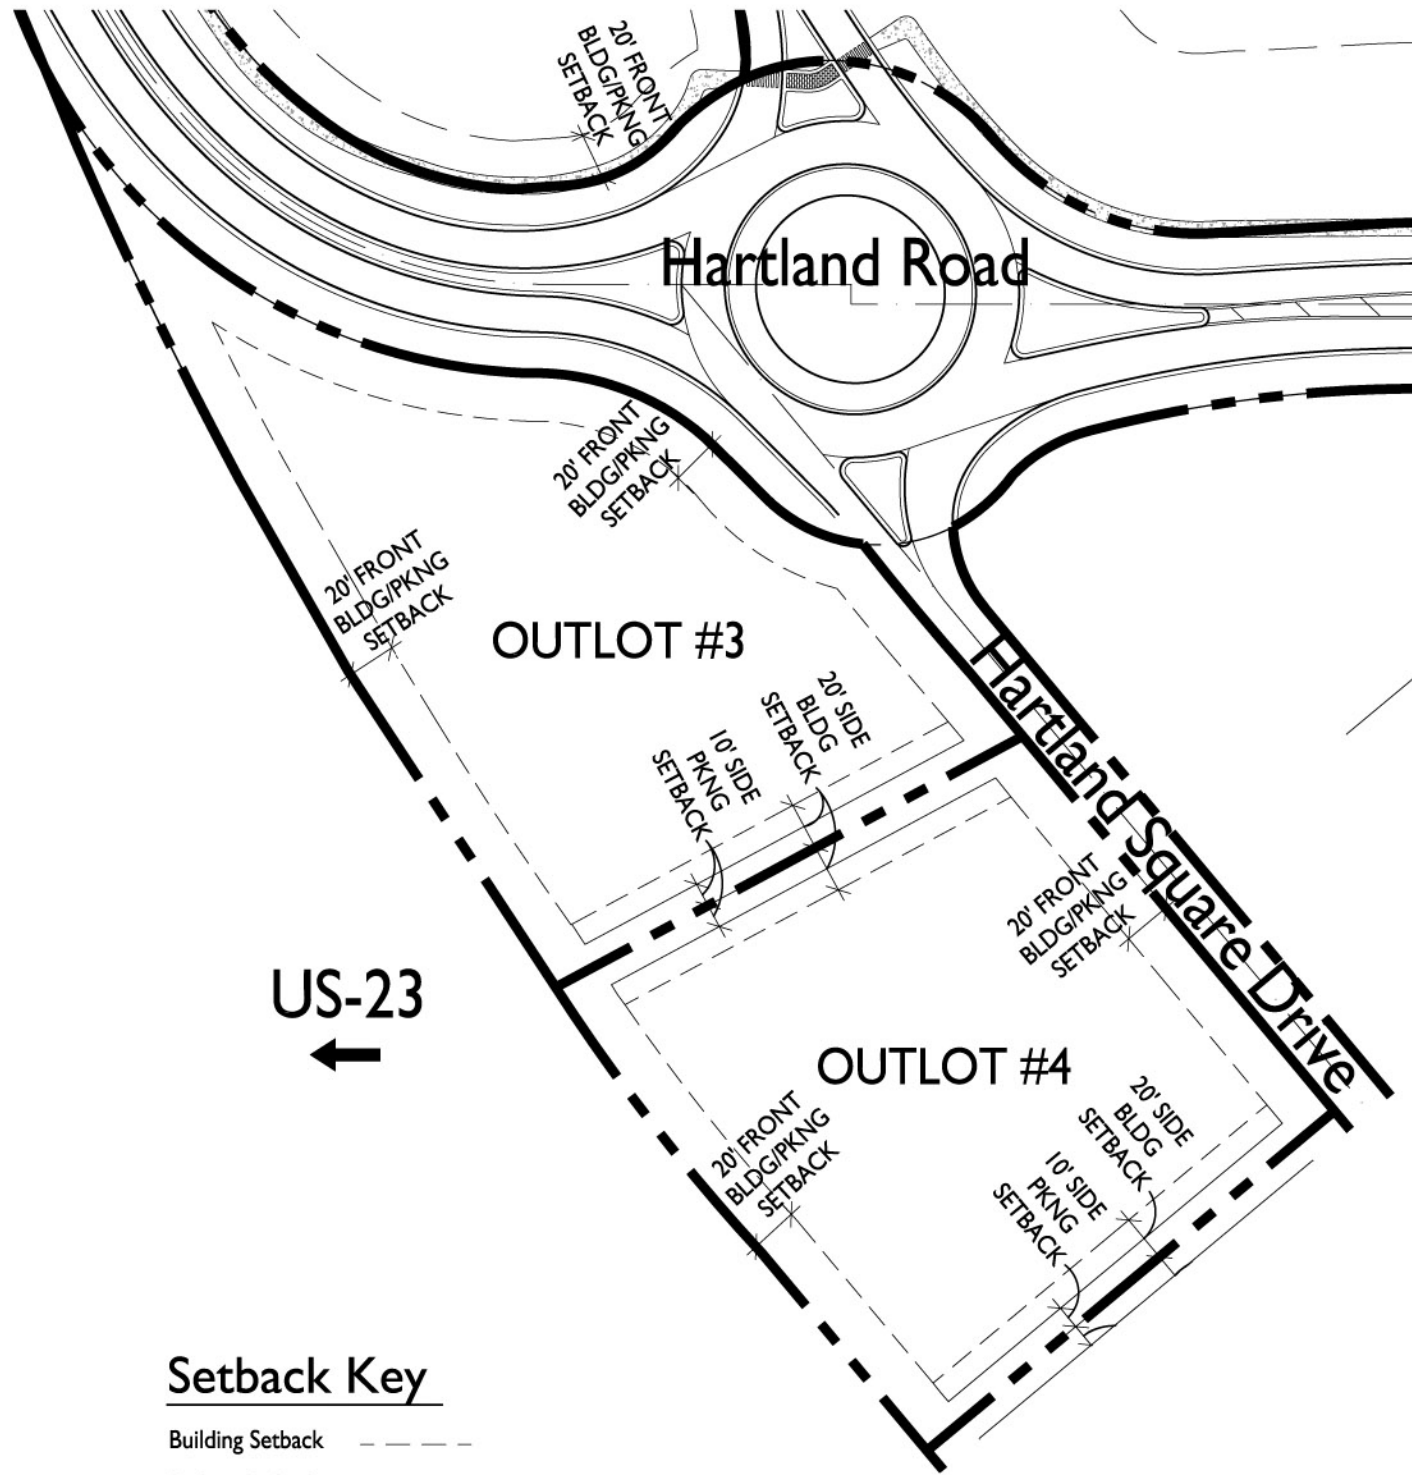 20' FRONT
BLDG/PKNG
SETBACK
Hartland Road
20' FRONT
BLDG/PKNG
SETBACK
20' FRONT
BLDG/PKNG
SETBACK
OUTLOT #3
Hartland Square Drive
20' SIDE
BLDG
SETBACK
10' SIDE
PKNG
SETBACK
20' FRONT
BLDG/PKNG
SETBACK
US-23
OUTLOT #4
20' SIDE
BLDG
SETBACK
20' FRONT
BLDG/PKNG
SETBACK
10' SIDE
PKNG
SETBACK
Setback Key
Building Setback